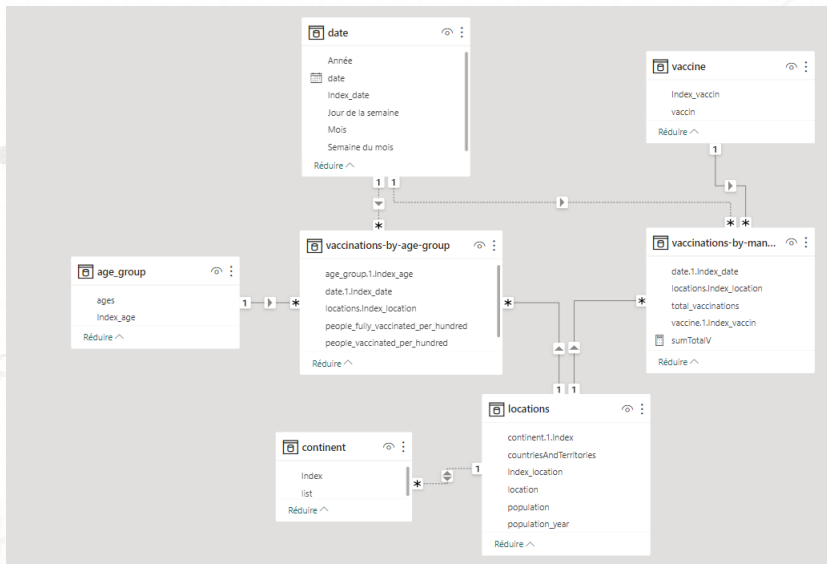 date
Année
date
Index_date
Jour de la semaine
Mois
Semaine du mois
Réduire
vaccine
Index_vaccin
vaccin
Réduire
1
1
1
*
*
*
vaccinations-by-age-group
age_group.1.Index_age
date.1.Index_date
locations.Index_location
people_fully_vaccinated_per_hundred
people_vaccinated_per_hundred
Réduire
vaccinations-by-man...
date.1.Index_date
locations.Index_location
total_vaccinations
vaccine.1.Index_vaccin
sumTotalV
Réduire
age_group
ages
Index_age
Réduire
1
*
*
*
1
1
locations
continent.1.Index
countriesAndTerritories
Index_location
location
population
population_year
Réduire
continent
Index
list
Réduire
*
1